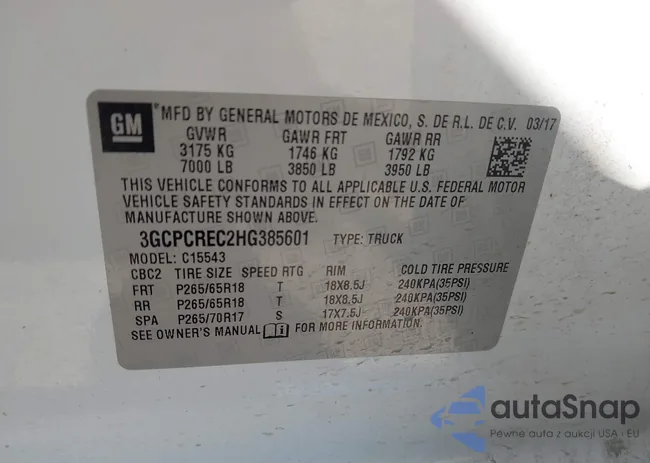 GM
®MFD BY GENERAL MOTORS DE MEXICO, S. DE R.L. DE C.V. 03/17
GVWR GAWR FRT GAWR RR
3175 KG 1746 KG 1792 KG
7000 LB 3850 LB 3950 LB
THIS VEHICLE CONFORMS TO ALL APPLICABLE U.S. FEDERAL MOTOR
VEHICLE SAFETY STANDARDS IN EFFECT ON THE DATE OF
MANUFACTURE SHOWN ABOVE.
3GCPCREC2HG385601 TYPE: TRUCK
MODEL: C15543
CBC2 TIRE SIZE SPEED RTG RIM COLD TIRE PRESSURE
FRT P265/65R18 T 18X8.5J 240KPA(35PSI)
RR P265/65R18 T 18X8.5J 240KPA(35PSI)
SPA P265/70R17 S 17X7.5J 240KPA(35PSI)
SEE OWNER'S MANUAL FOR MORE INFORMATION.
autaSnap
Pewne auta z aukcji USA - EU